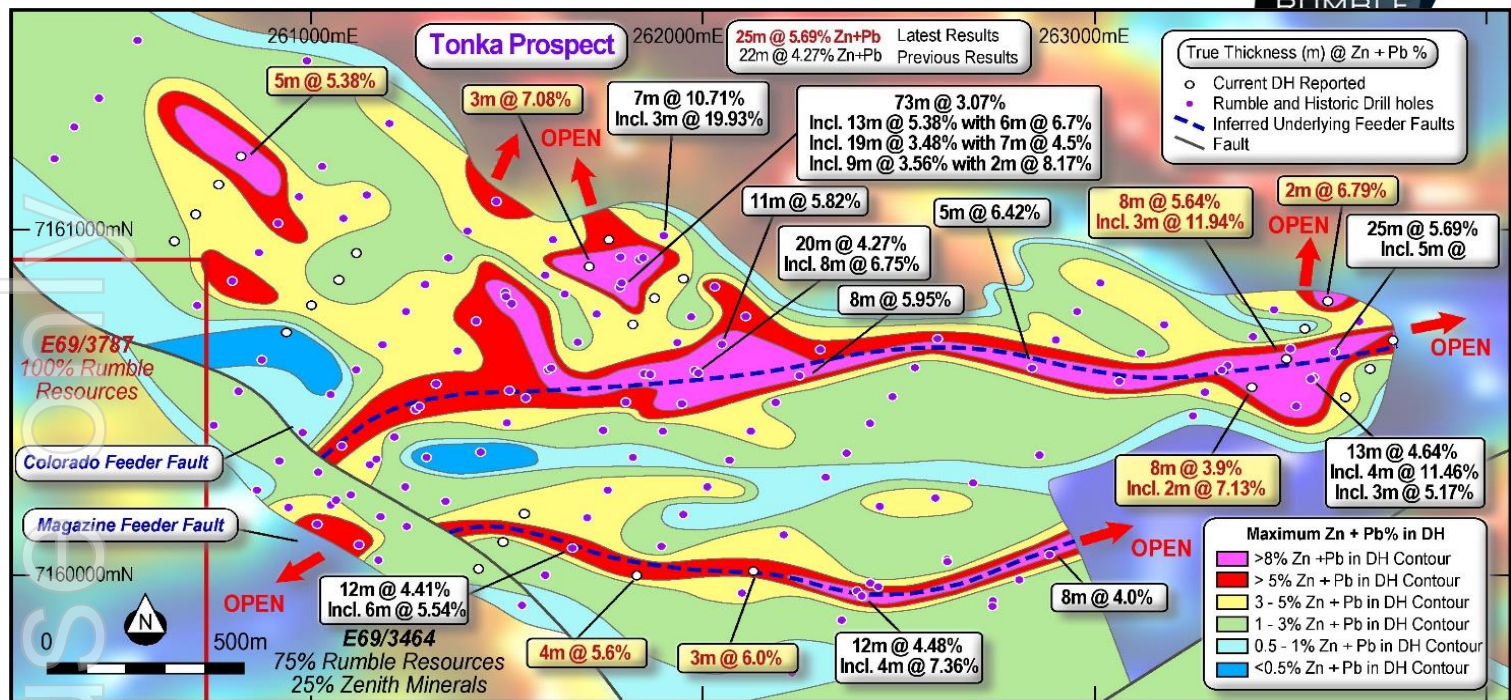 RUMBLE
261000mE
Tonka Prospect
262000mE
263000mE
25m @ 5.69% Zn+Pb Latest Results
22m @ 4.27% Zn+Pb Previous Results
True Thickness (m) @ Zn + Pb %
Current DH Reported
Rumble and Historic Drill holes
Inferred Underlying Feeder Faults
Fault
5m @ 5.38%
3m @ 7.08%
7m @ 10.71%
Incl. 3m @ 19.93%
73m @ 3.07%
Incl. 13m @ 5.38% with 6m @ 6.7%
Incl. 19m @ 3.48% with 7m @ 4.5%
Incl. 9m @ 3.56% with 2m @ 8.17%
OPEN
OPEN
11m @ 5.82%
5m @ 6.42%
8m @ 5.64%
Incl. 3m @ 11.94%
2m @ 6.79%
OPEN
25m @ 5.69%
Incl. 5m @
7161000mN
20m @ 4.27%
Incl. 8m @ 6.75%
8m @ 5.95%
OPEN
E69/3787
100% Rumble
Resources
Colorado Feeder Fault
8m @ 3.9%
Incl. 2m @ 7.13%
13m @ 4.64%
Incl. 4m @ 11.46%
Incl. 3m @ 5.17%
Magazine Feeder Fault
7160000mN
OPEN
OPEN
12m @ 4.41%
Incl. 6m @ 5.54%
8m @ 4.0%
0 500m
N
E69/3464
75% Rumble Resources
25% Zenith Minerals
4m @ 5.6%
3m @ 6.0%
12m @ 4.48%
Incl. 4m @ 7.36%
Maximum Zn + Pb% in DH
>8% Zn +Pb in DH Contour
> 5% Zn + Pb in DH Contour
3 - 5% Zn + Pb in DH Contour
1 - 3% Zn + Pb in DH Contour
0.5 - 1% Zn + Pb in DH Contour
<0.5% Zn + Pb in DH Contour